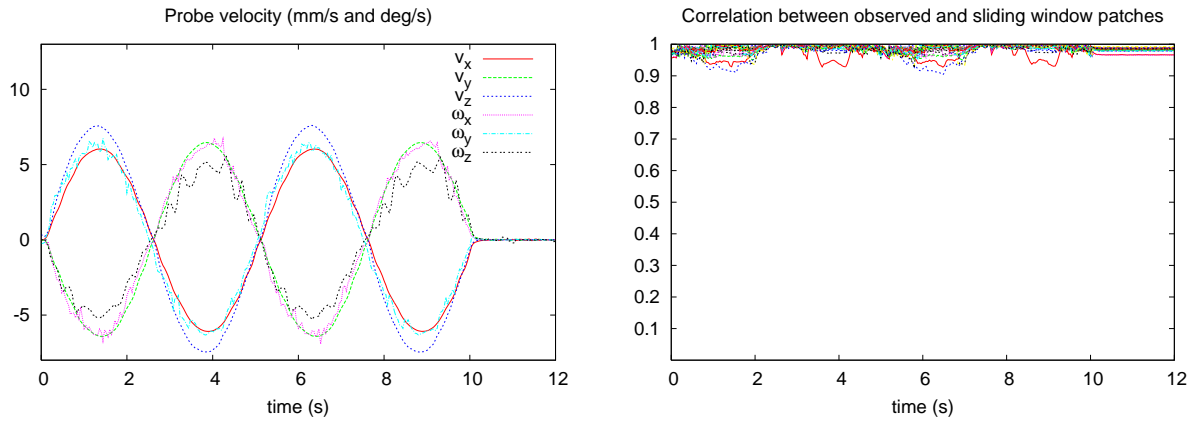 Probe velocity (mm/s and deg/s)
10
5
0
-5
0 2 4 6 8 10 12
time (s)
v_x
v_y
v_z
ω_x
ω_y
ω_z
Correlation between observed and sliding window patches
1
0.9
0.8
0.7
0.6
0.5
0.4
0.3
0.2
0.1
0 2 4 6 8 10 12
time (s)